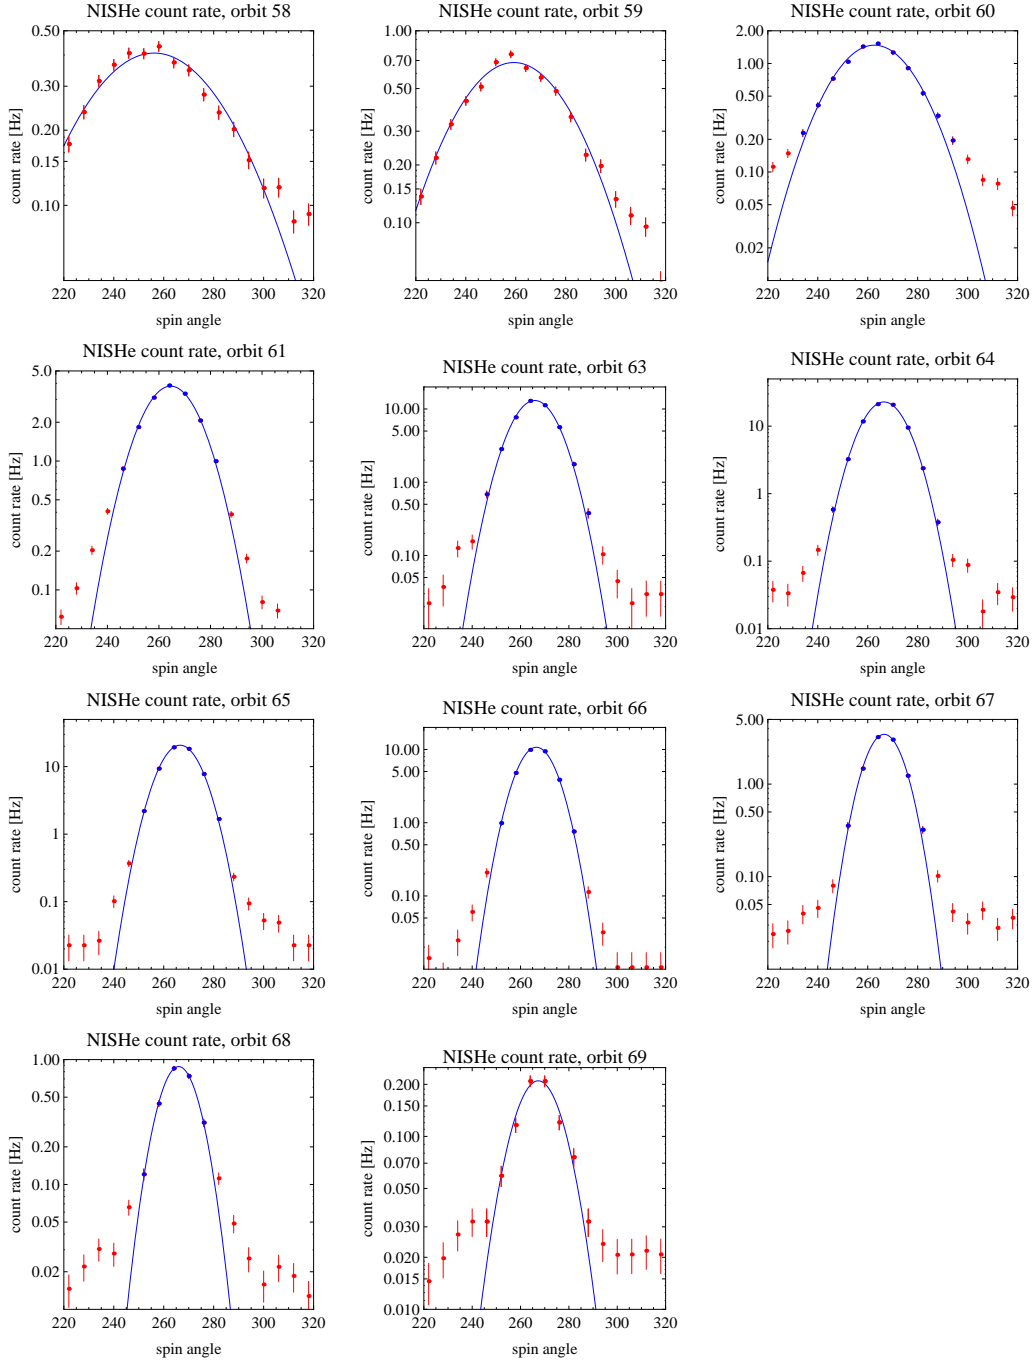 NISHe count rate, orbit 58
0.50
0.30
0.20
0.15
0.10
count rate [Hz]
220 240 260 280 300 320
spin angle
NISHe count rate, orbit 59
1.00
0.70
0.50
0.30
0.20
0.15
0.10
count rate [Hz]
220 240 260 280 300 320
spin angle
NISHe count rate, orbit 60
2.00
1.00
0.50
0.20
0.10
0.05
0.02
count rate [Hz]
220 240 260 280 300 320
spin angle
NISHe count rate, orbit 61
5.0
2.0
1.0
0.5
0.2
0.1
count rate [Hz]
220 240 260 280 300 320
spin angle
NISHe count rate, orbit 63
10.00
5.00
1.00
0.50
0.10
0.05
count rate [Hz]
220 240 260 280 300 320
spin angle
NISHe count rate, orbit 64
10
1
0.1
0.01
count rate [Hz]
220 240 260 280 300 320
spin angle
NISHe count rate, orbit 65
10
1
0.1
0.01
count rate [Hz]
220 240 260 280 300 320
spin angle
NISHe count rate, orbit 66
10.00
5.00
1.00
0.50
0.10
0.05
count rate [Hz]
220 240 260 280 300 320
spin angle
NISHe count rate, orbit 67
5.00
1.00
0.50
0.10
0.05
count rate [Hz]
220 240 260 280 300 320
spin angle
NISHe count rate, orbit 68
1.00
0.50
0.10
0.05
0.02
count rate [Hz]
220 240 260 280 300 320
spin angle
NISHe count rate, orbit 69
0.200
0.150
0.100
0.070
0.050
0.030
0.020
0.015
0.010
count rate [Hz]
220 240 260 280 300 320
spin angle